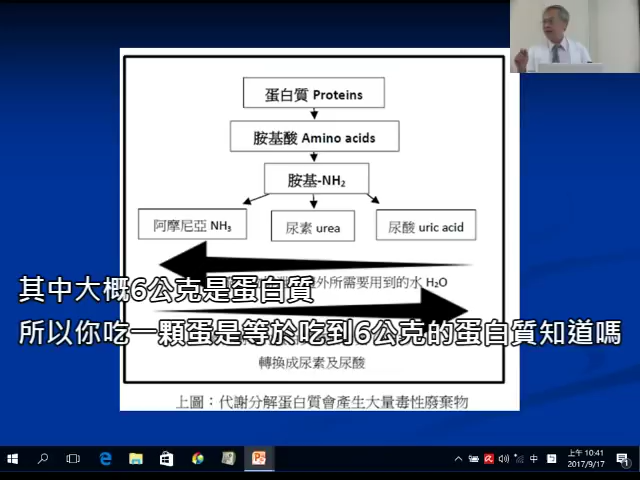 蛋白質 Proteins
胺基酸 Amino acids
胺基-NH₂
阿摩尼亞 NH₃
尿素 urea
尿酸 uric acid
外所需要用到的水 H₂O
其中大概6公克是蛋白質
所以你吃一顆蛋是等於吃到6公克的蛋白質知道嗎
轉換成尿素及尿酸
上圖：代謝分解蛋白質會產生大量毒性廢棄物
中
上午 10:41
2017/9/17